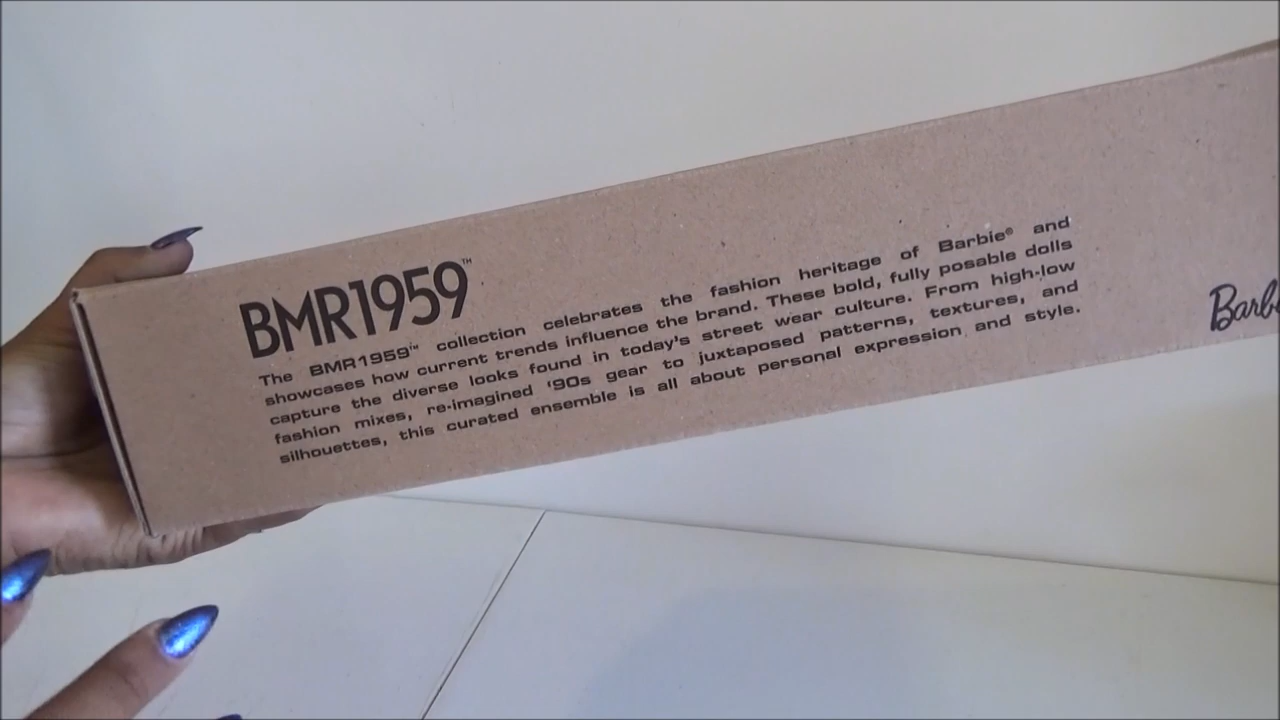 BMR1959™
The BMR1959™ collection celebrates the fashion heritage of Barbie® and
showcases how current trends influence the brand. These bold, fully posable dolls
capture the diverse looks found in today's street wear culture. From high-low
fashion mixes, re-imagined '90s gear to juxtaposed patterns, textures, and
silhouettes, this curated ensemble is all about personal expression and style.